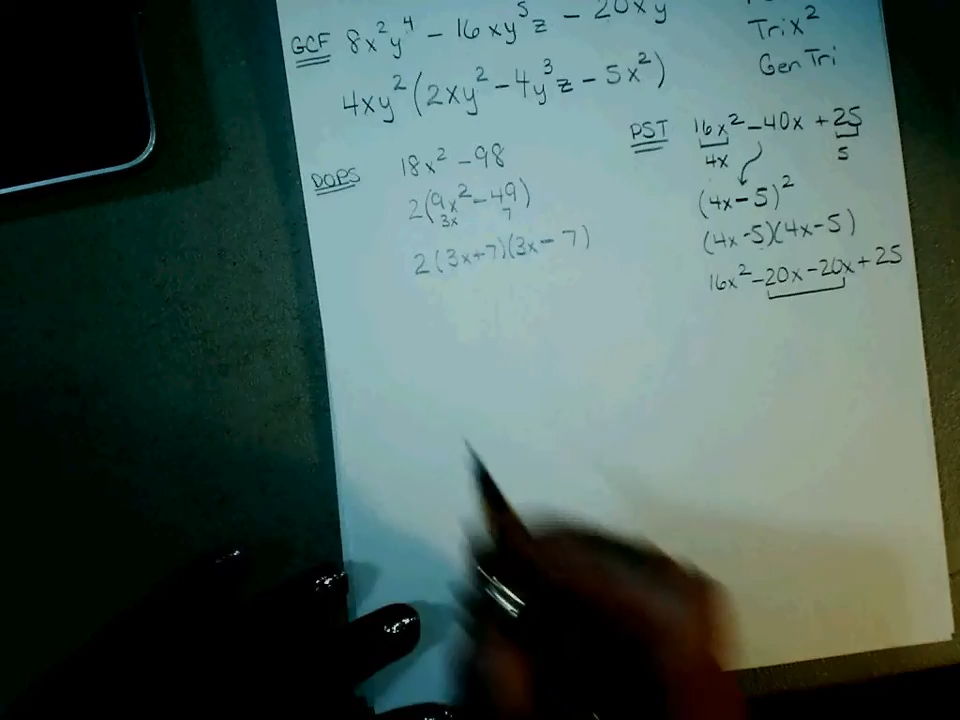 GCF 8x²y⁴ - 16xy⁵z - 20xy
4xy²(2xy² - 4y³z - 5x²)
Trix²
Gen Tri
DOPS 18x² - 98
2(9x² - 49)
3x 7
2(3x+7)(3x-7)
PST 16x² - 40x + 25
4x 5
(4x-5)²
(4x-5)(4x-5)
16x² - 20x - 20x + 25